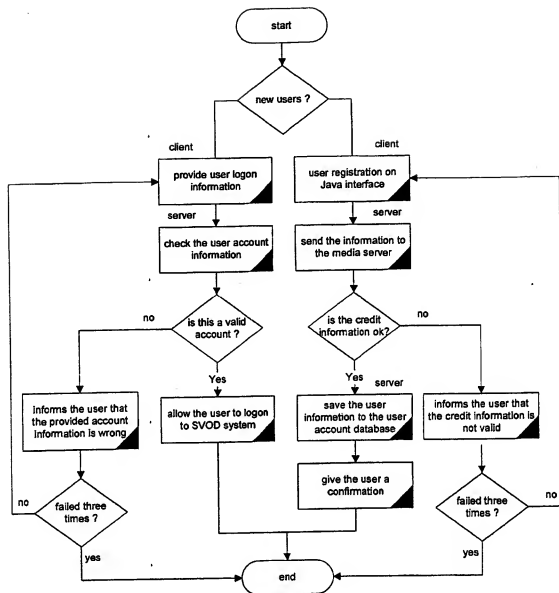 start
new users ?
client
client
provide user logon
information
user registration on
Java interface
server
server
check the user account
information
send the information to
the media server
no
is this a valid
account ?
is the credit
information ok?
no
Yes
Yes
server
informs the user that
the provided account
information is wrong
allow the user to logon
to SVOD system
save the user
information to the user
account database
informs the user that
the credit information is
not valid
give the user a
confirmation
no
failed three
times ?
failed three
times ?
no
yes
yes
end